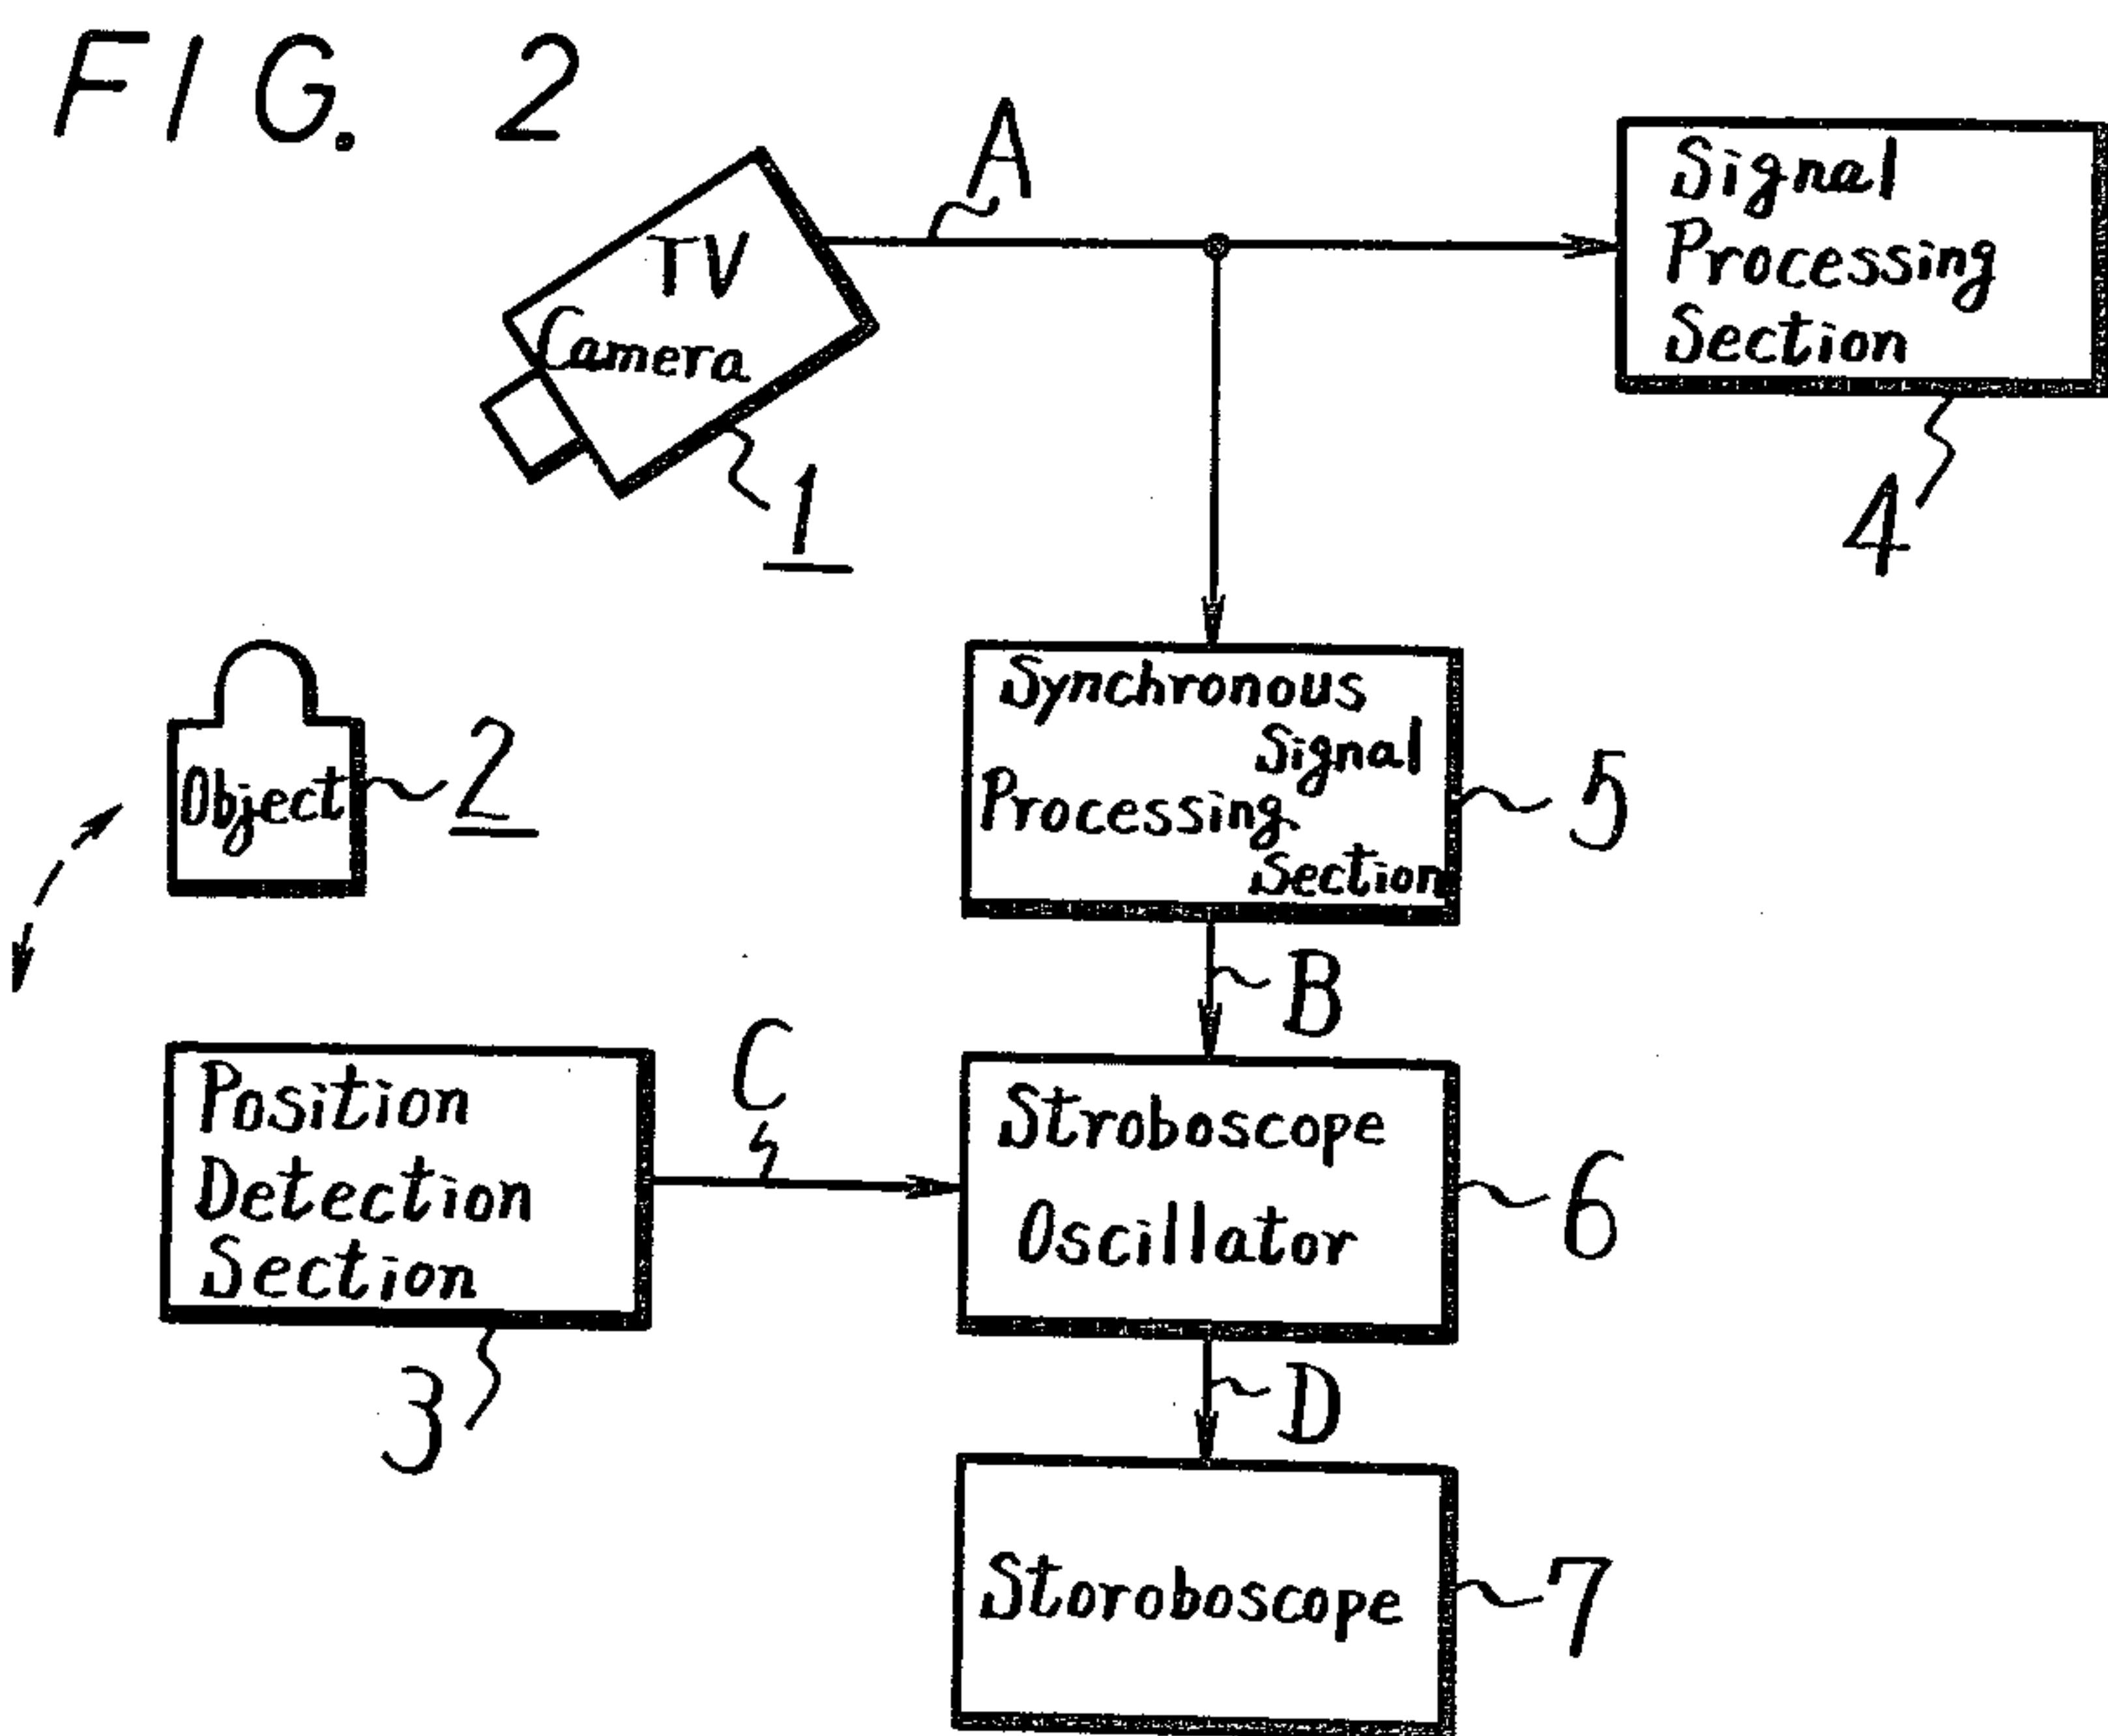 FIG. 2
A
TV
Camera
1
Signal
Processing
Section
4
Object
2
Synchronous
Signal
Processing
Section
5
B
Position
Detection
Section
3
C
Stroboscope
Oscillator
6
D
Storoboscope
7